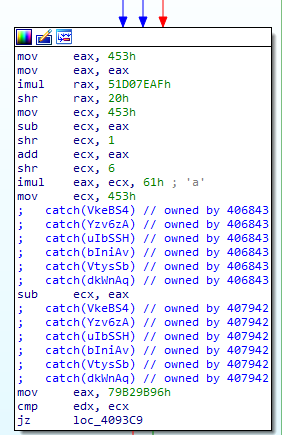 mov     eax, 453h
mov     eax, eax
imul    rax, 51D07EAFh
shr     rax, 20h
mov     ecx, 453h
sub     ecx, eax
shr     ecx, 1
add     ecx, eax
shr     ecx, 6
imul    eax, ecx, 61h ; 'a'
mov     ecx, 453h
;   catch(VkeBS4) // owned by 406843
;   catch(Yzv6zA) // owned by 406843
;   catch(uIbSSH) // owned by 406843
;   catch(bIniAv) // owned by 406843
;   catch(VtysSb) // owned by 406843
;   catch(dkWnAq) // owned by 406843
sub     ecx, eax
;   catch(VkeBS4) // owned by 407942
;   catch(Yzv6zA) // owned by 407942
;   catch(uIbSSH) // owned by 407942
;   catch(bIniAv) // owned by 407942
;   catch(VtysSb) // owned by 407942
;   catch(dkWnAq) // owned by 407942
mov     eax, 79B29B96h
cmp     edx, ecx
jz      loc_4093C9